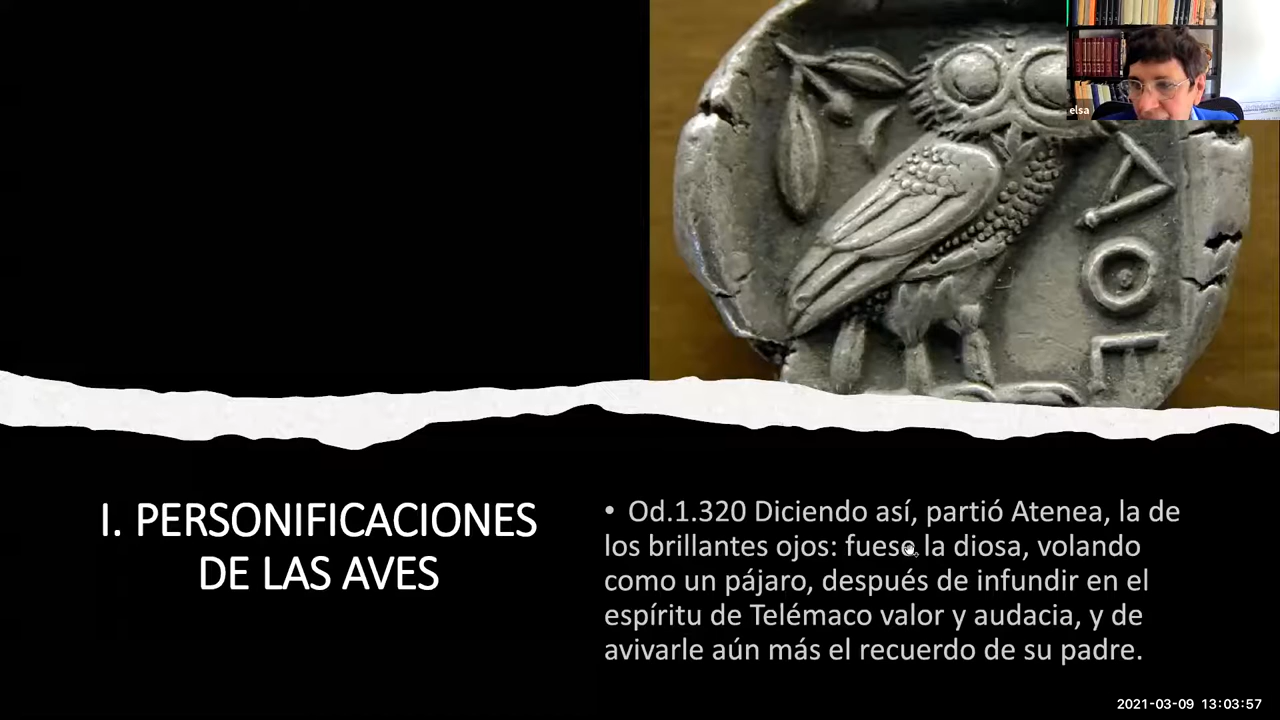 elsa
Α
Θ
Ε
I. PERSONIFICACIONES
DE LAS AVES
• Od.1.320 Diciendo así, partió Atenea, la de
los brillantes ojos: fuese la diosa, volando
como un pájaro, después de infundir en el
espíritu de Telémaco valor y audacia, y de
avivarle aún más el recuerdo de su padre.
2021-03-09 13:03:57